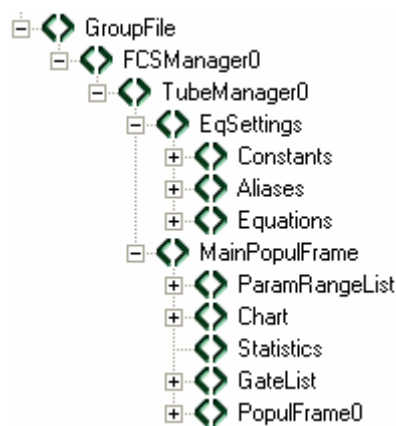 GroupFile
FCSManager0
TubeManager0
EqSettings
Constants
Aliases
Equations
MainPopulFrame
ParamRangeList
Chart
Statistics
GateList
PopulFrame0